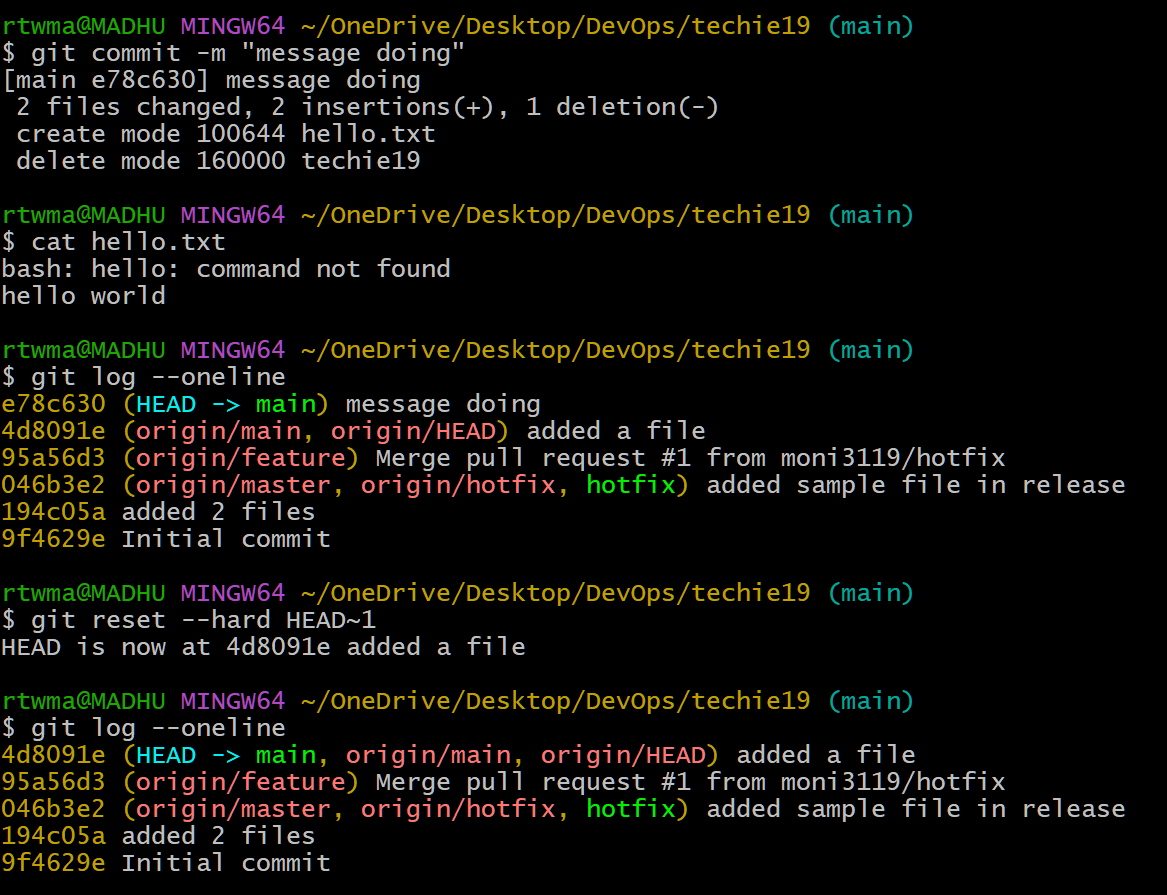 rtwma@MADHU MINGW64 ~/OneDrive/Desktop/DevOps/techie19 (main)
$ git commit -m "message doing"
[main e78c630] message doing
 2 files changed, 2 insertions(+), 1 deletion(-)
 create mode 100644 hello.txt
 delete mode 160000 techie19

rtwma@MADHU MINGW64 ~/OneDrive/Desktop/DevOps/techie19 (main)
$ cat hello.txt
bash: hello: command not found
hello world

rtwma@MADHU MINGW64 ~/OneDrive/Desktop/DevOps/techie19 (main)
$ git log --oneline
e78c630 (HEAD -> main) message doing
4d8091e (origin/main, origin/HEAD) added a file
95a56d3 (origin/feature) Merge pull request #1 from moni3119/hotfix
046b3e2 (origin/master, origin/hotfix, hotfix) added sample file in release
194c05a added 2 files
9f4629e Initial commit

rtwma@MADHU MINGW64 ~/OneDrive/Desktop/DevOps/techie19 (main)
$ git reset --hard HEAD~1
HEAD is now at 4d8091e added a file

rtwma@MADHU MINGW64 ~/OneDrive/Desktop/DevOps/techie19 (main)
$ git log --oneline
4d8091e (HEAD -> main, origin/main, origin/HEAD) added a file
95a56d3 (origin/feature) Merge pull request #1 from moni3119/hotfix
046b3e2 (origin/master, origin/hotfix, hotfix) added sample file in release
194c05a added 2 files
9f4629e Initial commit